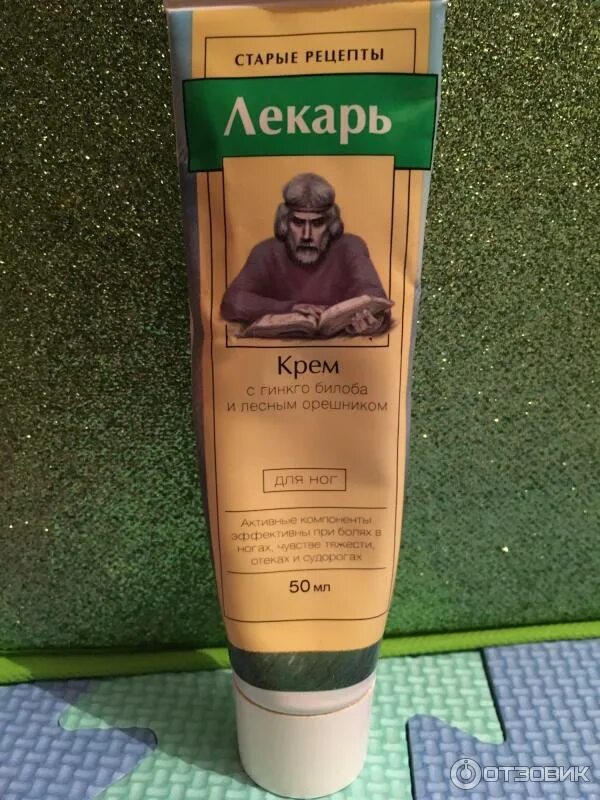 СТАРЫЕ РЕЦЕПТЫ
Лекарь
Крем
с гинкго билоба
и лесным орешником
для ног
Активные компоненты
эффективны при болях в
ногах, чувстве тяжести,
отеках и судорогах
50 мл
ОТЗОВИК